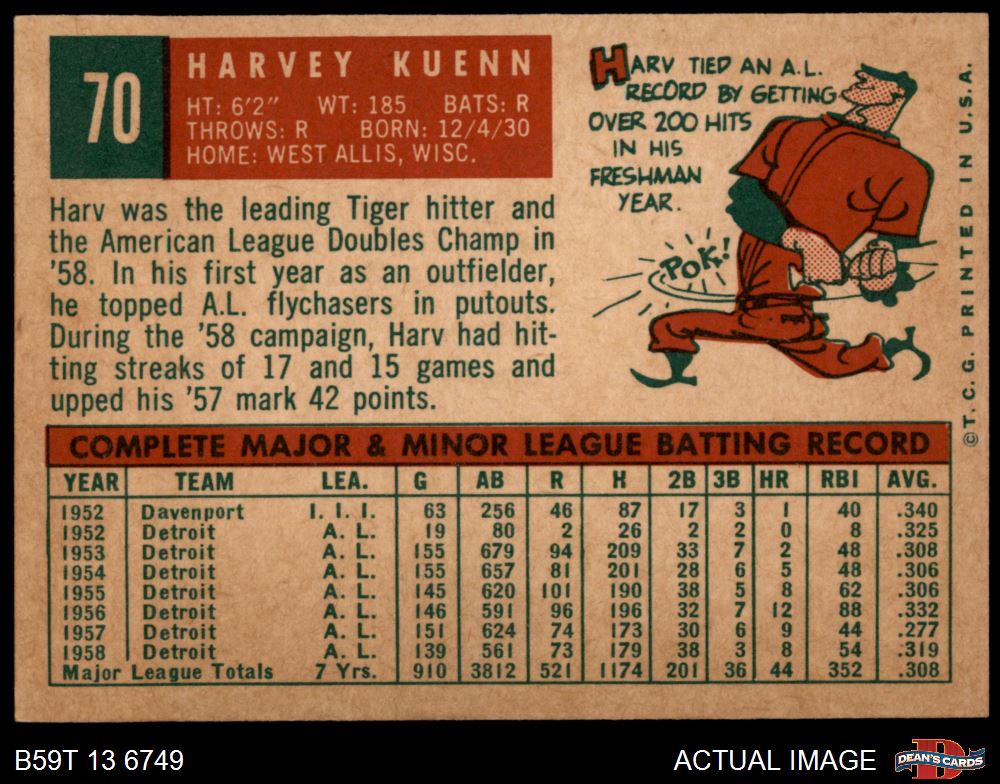 70
HARVEY KUENN
HT: 6'2" WT: 185 BATS: R
THROWS: R BORN: 12/4/30
HOME: WEST ALLIS, WISC.
Harv was the leading Tiger hitter and
the American League Doubles Champ in
'58. In his first year as an outfielder,
he topped A.L. flychasers in putouts.
During the '58 campaign, Harv had hit-
ting streaks of 17 and 15 games and
upped his '57 mark 42 points.
HARV TIED AN A.L.
RECORD BY GETTING
OVER 200 HITS
IN HIS
FRESHMAN
YEAR.
POK!
© T. C. G. PRINTED IN U.S.A.
COMPLETE MAJOR & MINOR LEAGUE BATTING RECORD
YEAR TEAM LEA. G AB R H 2B 3B HR RBI AVG.
1952 Davenport I. I. I. 63 256 46 87 17 3 1 40 .340
1952 Detroit A. L. 19 80 2 26 2 2 0 8 .325
1953 Detroit A. L. 155 679 94 209 33 7 2 48 .308
1954 Detroit A. L. 155 657 81 201 28 6 5 48 .306
1955 Detroit A. L. 145 620 101 190 38 5 8 62 .306
1956 Detroit A. L. 146 591 96 196 32 7 12 88 .332
1957 Detroit A. L. 151 624 74 173 30 6 9 44 .277
1958 Detroit A. L. 139 561 73 179 38 3 8 54 .319
Major League Totals 7 Yrs. 910 3812 521 1174 201 36 44 352 .308
B59T 13 6749
ACTUAL IMAGE
D
DEAN'S CARDS